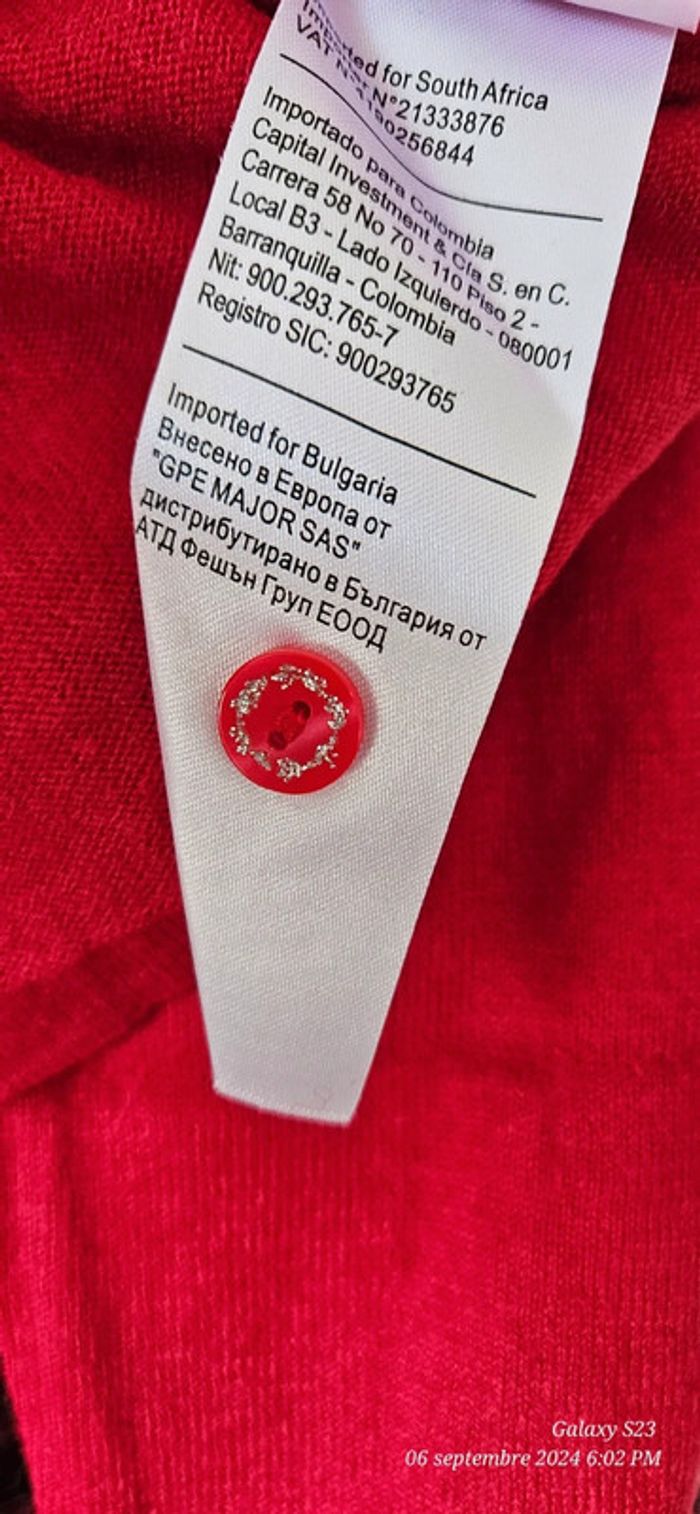 Imported for South Africa
N°21333876
VAT N°4190256844
Importado para Colombia
Capital Investment & Cia S. en C.
Carrera 58 No 70 - 110 Piso 2 -
Local B3 - Lado Izquierdo - 080001
Barranquilla - Colombia
Nit: 900.293.765-7
Registro SIC: 900293765
Imported for Bulgaria
Внесено в Европа от
"GPE MAJOR SAS"
дистрибутирано в България от
АТД Фешън Груп ЕООД
Galaxy S23
06 septembre 2024 6:02 PM